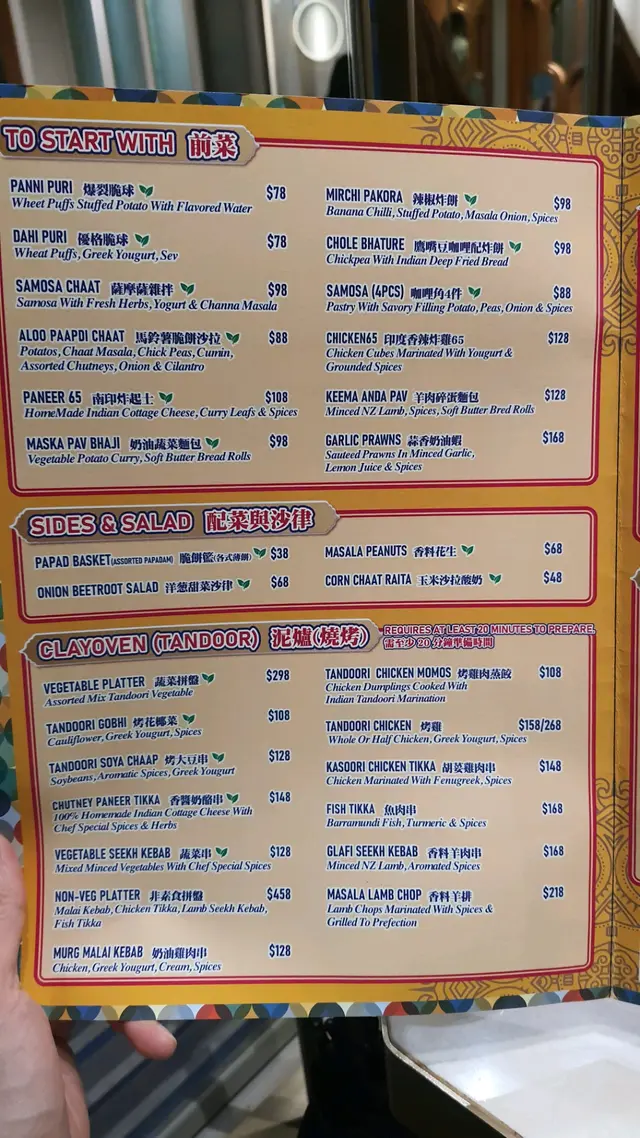 TO START WITH 前菜
PANNI PURI 爆裂脆球 $78
Wheet Puffs Stuffed Potato With Flavored Water
DAHI PURI 優格脆球 $78
Wheat Puffs, Greek Yougurt, Sev
SAMOSA CHAAT 薩摩薩雜拌 $98
Samosa With Fresh Herbs, Yogurt & Channa Masala
ALOO PAAPDI CHAAT 馬鈴薯脆餅沙拉 $88
Potatos, Chaat Masala, Chick Peas, Cumin,
Assorted Chutneys, Onion & Cilantro
PANEER 65 南印炸起士 $108
HomeMade Indian Cottage Cheese, Curry Leafs & Spices
MASKA PAV BHAJI 奶油蔬菜麵包 $98
Vegetable Potato Curry, Soft Butter Bread Rolls
MIRCHI PAKORA 辣椒炸餅 $98
Banana Chilli, Stuffed Potato, Masala Onion, Spices
CHOLE BHATURE 鷹嘴豆咖哩配炸餅 $98
Chickpea With Indian Deep Fried Bread
SAMOSA (4PCS) 咖哩角4件 $88
Pastry With Savory Filling Potato, Peas, Onion & Spices
CHICKEN65 印度香辣炸雞65 $128
Chicken Cubes Marinated With Yougurt &
Grounded Spices
KEEMA ANDA PAV 羊肉碎蛋麵包 $128
Minced NZ Lamb, Spices, Soft Butter Bred Rolls
GARLIC PRAWNS 蒜香奶油蝦 $168
Sauteed Prawns In Minced Garlic,
Lemon Juice & Spices
SIDES & SALAD 配菜與沙律
PAPAD BASKET(ASSORTED PAPADAM) 脆餅籃(各式薄餅) $38
ONION BEETROOT SALAD 洋葱甜菜沙律 $68
MASALA PEANUTS 香料花生 $68
CORN CHAAT RAITA 玉米沙拉酸奶 $48
CLAYOVEN (TANDOOR) 泥爐(燒烤)
REQUIRES AT LEAST 20 MINUTES TO PREPARE.
需至少 20 分鐘準備時間
VEGETABLE PLATTER 蔬菜拼盤 $298
Assorted Mix Tandoori Vegetable
TANDOORI GOBHI 烤花椰菜 $108
Cauliflower, Greek Yogurt, Spices
TANDOORI SOYA CHAAP 烤大豆串 $128
Soybeans, Aromatic Spices, Greek Yougurt
CHUTNEY PANEER TIKKA 香醬奶酪串 $148
100% Homemade Indian Cottage Cheese With
Chef Special Spices & Herbs
VEGETABLE SEEKH KEBAB 蔬菜串 $128
Mixed Minced Vegetables With Chef Special Spices
NON-VEG PLATTER 非素食拼盤 $458
Malai Kebab, Chicken Tikka, Lamb Seekh Kebab,
Fish Tikka
MURG MALAI KEBAB 奶油雞肉串 $128
Chicken, Greek Yougurt, Cream, Spices
TANDOORI CHICKEN MOMOS 烤雞肉蒸餃 $108
Chicken Dumplings Cooked With
Indian Tandoori Marination
TANDOORI CHICKEN 烤雞 $158/268
Whole Or Half Chicken, Greek Yougurt, Spices
KASOORI CHICKEN TIKKA 胡荽雞肉串 $148
Chicken Marinated With Fenugreek, Spices
FISH TIKKA 魚肉串 $168
Barramundi Fish, Turmeric & Spices
GLAFI SEEKH KEBAB 香料羊肉串 $168
Minced NZ Lamb, Aromated Spices
MASALA LAMB CHOP 香料羊排 $218
Lamb Chops Marinated With Spices &
Grilled To Prefection